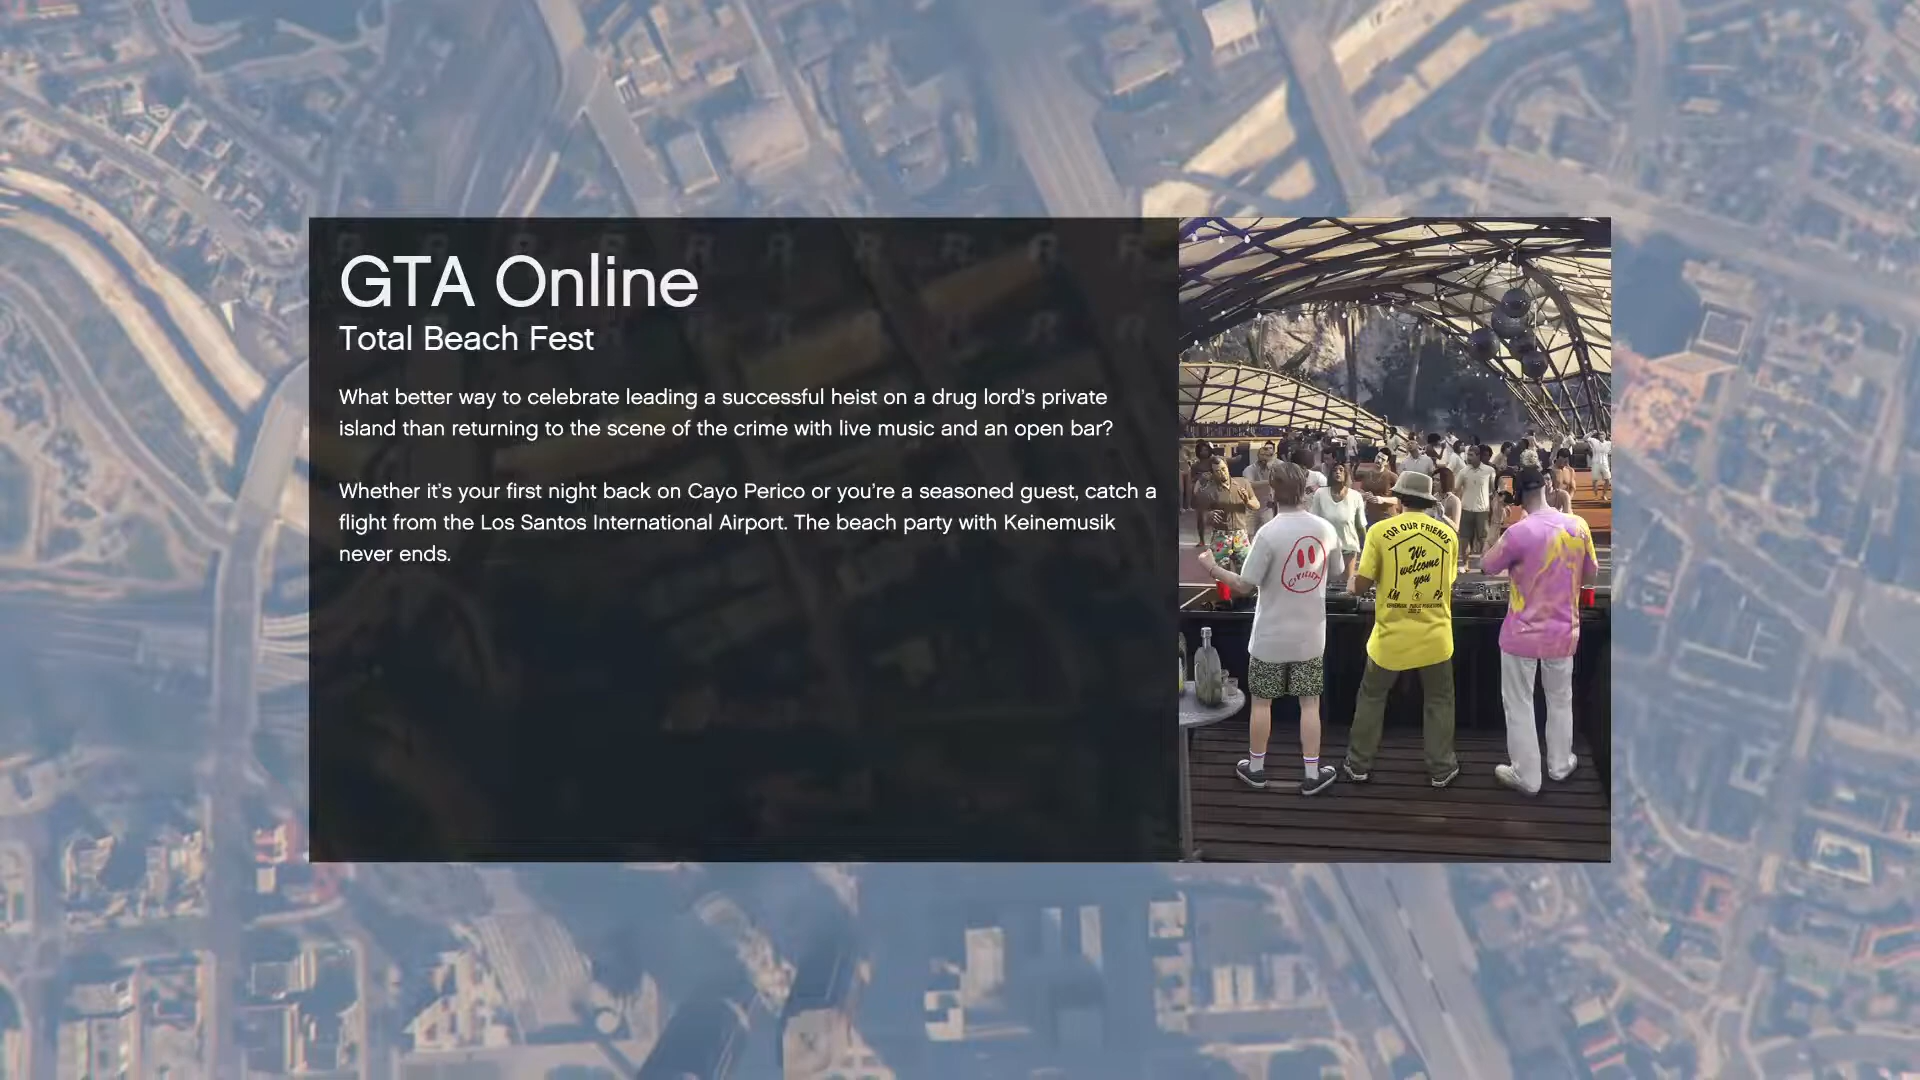 GTA Online
Total Beach Fest
What better way to celebrate leading a successful heist on a drug lord's private
island than returning to the scene of the crime with live music and an open bar?
Whether it's your first night back on Cayo Perico or you're a seasoned guest, catch a
flight from the Los Santos International Airport. The beach party with Keinemusik
never ends.
CIVILIST
FOR OUR FRIENDS
We
welcome
you
KM